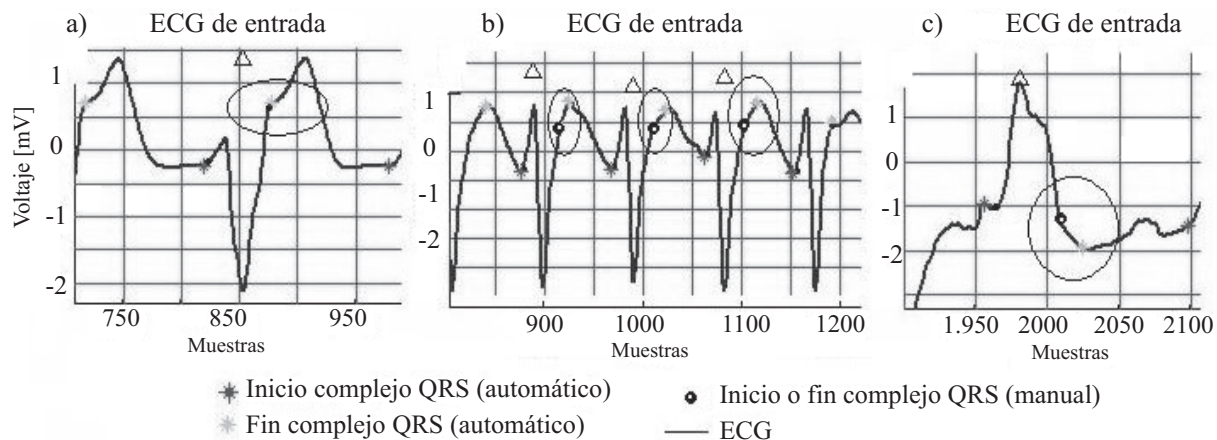 a) ECG de entrada
b) ECG de entrada
c) ECG de entrada
Voltaje [mV]
1
0
-1
-2
750 850 950
Muestras
1
0
-1
-2
900 1000 1100 1200
Muestras
1
0
-1
-2
1.950 2000 2050 2100
Muestras
Inicio complejo QRS (automático)
Inicio o fin complejo QRS (manual)
Fin complejo QRS (automático)
ECG